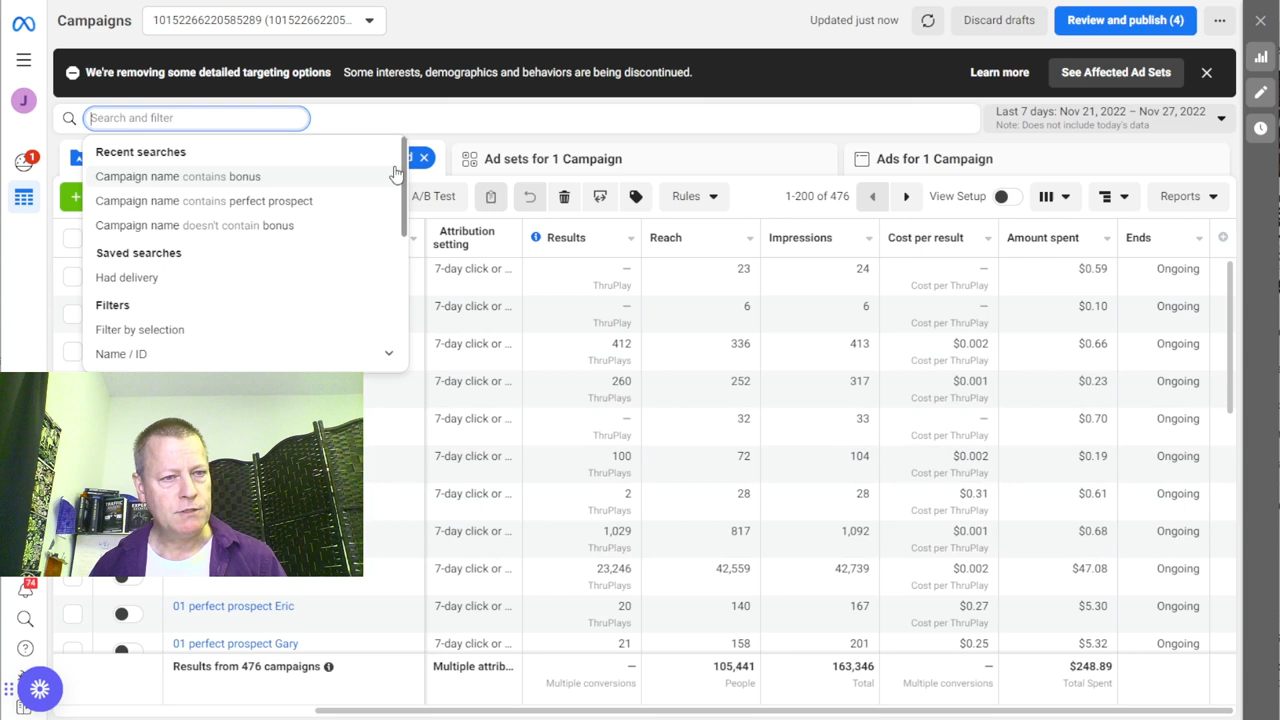 Campaigns
10152266220585289 (101522662205...
Updated just now
Discard drafts
Review and publish (4)
We're removing some detailed targeting options
Some interests, demographics and behaviors are being discontinued.
Learn more
See Affected Ad Sets
J
Search and filter
Last 7 days: Nov 21, 2022 – Nov 27, 2022
Note: Does not include today's data
1
Recent searches
Campaign name contains bonus
Campaign name contains perfect prospect
Campaign name doesn't contain bonus
Saved searches
Had delivery
Filters
Filter by selection
Name / ID
Ad sets for 1 Campaign
Ads for 1 Campaign
A/B Test
Rules
1-200 of 476
View Setup
Reports
Attribution setting
Results
Reach
Impressions
Cost per result
Amount spent
Ends
7-day click or ... — 23 24 — $0.59 Ongoing
ThruPlay Cost per ThruPlay
7-day click or ... — 6 6 — $0.10 Ongoing
ThruPlay Cost per ThruPlay
7-day click or ... 412 336 413 $0.002 $0.66 Ongoing
ThruPlays Cost per ThruPlay
7-day click or ... 260 252 317 $0.001 $0.23 Ongoing
ThruPlays Cost per ThruPlay
7-day click or ... — 32 33 — $0.70 Ongoing
ThruPlay Cost per ThruPlay
7-day click or ... 100 72 104 $0.002 $0.19 Ongoing
ThruPlays Cost per ThruPlay
7-day click or ... 2 28 28 $0.31 $0.61 Ongoing
ThruPlays Cost per ThruPlay
7-day click or ... 1,029 817 1,092 $0.001 $0.68 Ongoing
ThruPlays Cost per ThruPlay
7-day click or ... 23,246 42,559 42,739 $0.002 $47.08 Ongoing
ThruPlays Cost per ThruPlay
74
01 perfect prospect Eric 7-day click or ... 20 140 167 $0.27 $5.30 Ongoing
ThruPlays Cost per ThruPlay
01 perfect prospect Gary 7-day click or ... 21 158 201 $0.25 $5.32 Ongoing
Results from 476 campaigns Multiple attrib... — 105,441 163,346 — $248.89
Multiple conversions People Total Multiple conversions Total Spent
TRAFFIC